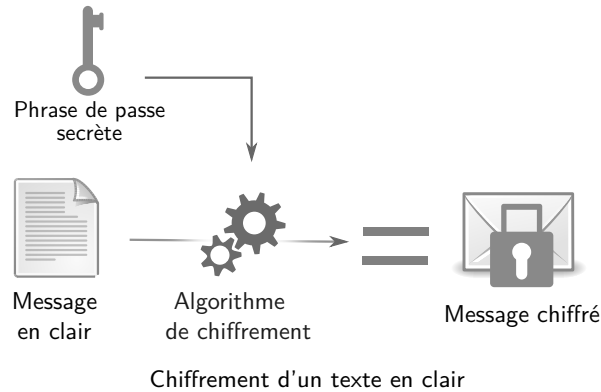 Phrase de passe
secrète
Message
en clair
Algorithme
de chiffrement
Message chiffré
Chiffrement d'un texte en clair